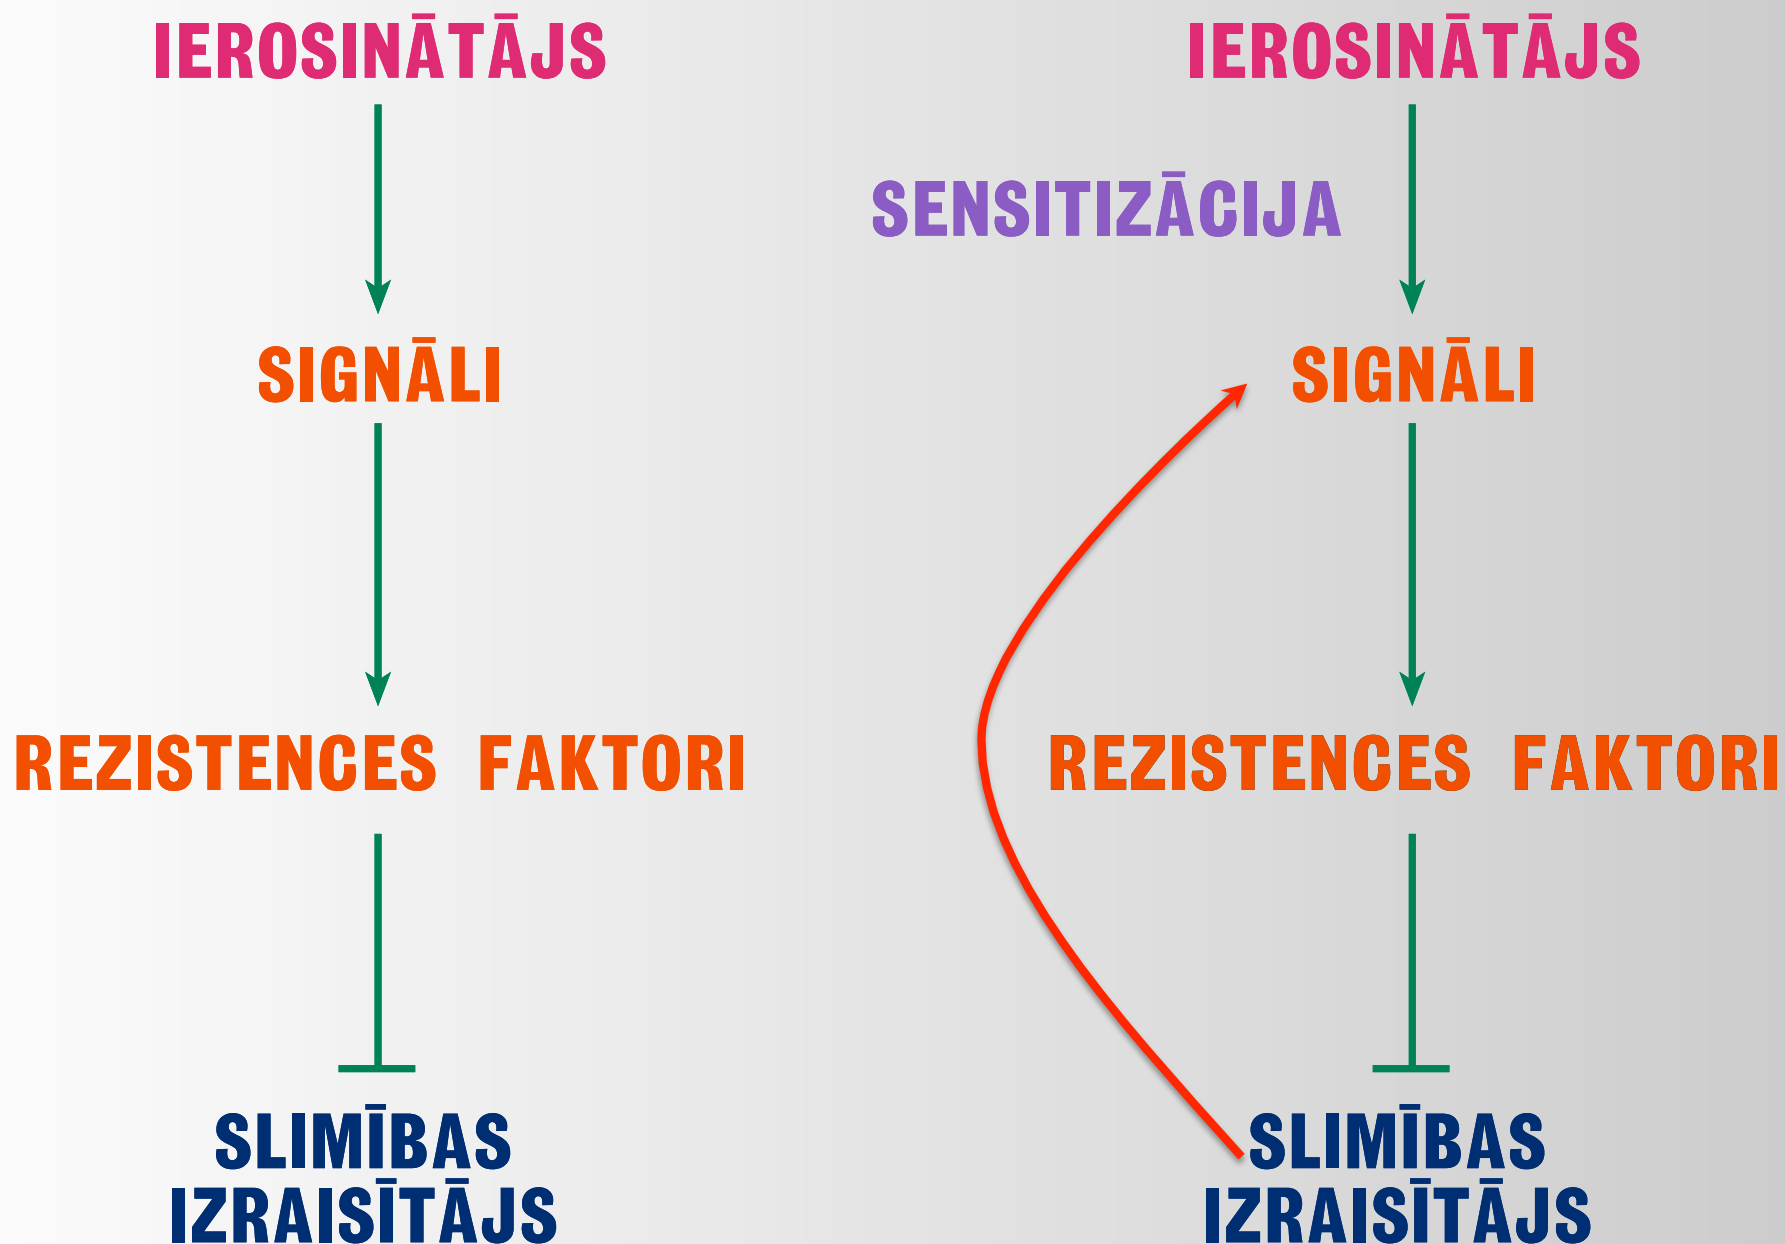 IEROSINĀTĀJS
SIGNĀLI
REZISTENCES FAKTORI
SLIMĪBAS
IZRAISĪTĀJS
IEROSINĀTĀJS
SENSITIZĀCIJA
SIGNĀLI
REZISTENCES FAKTORI
SLIMĪBAS
IZRAISĪTĀJS